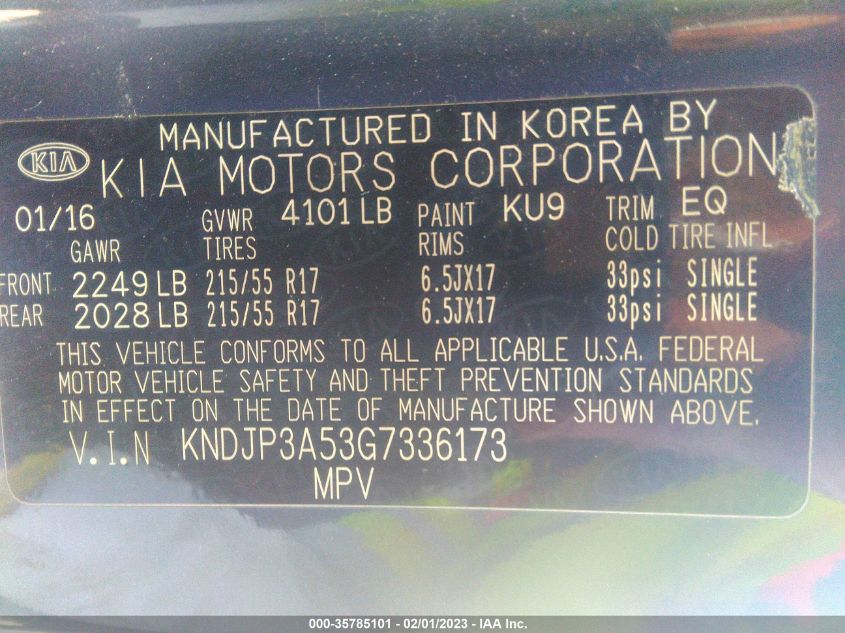 MANUFACTURED IN KOREA BY
KIA KIA MOTORS CORPORATION
01/16 GVWR 4101 LB PAINT KU9 TRIM EQ
GAWR TIRES RIMS COLD TIRE INFL
FRONT 2249 LB 215/55 R17 6.5JX17 33psi SINGLE
REAR 2028 LB 215/55 R17 6.5JX17 33psi SINGLE
THIS VEHICLE CONFORMS TO ALL APPLICABLE U.S.A. FEDERAL
MOTOR VEHICLE SAFETY AND THEFT PREVENTION STANDARDS
IN EFFECT ON THE DATE OF MANUFACTURE SHOWN ABOVE.
V.I.N KNDJP3A53G7336173
MPV
000-35785101 - 02/01/2023 - IAA Inc.